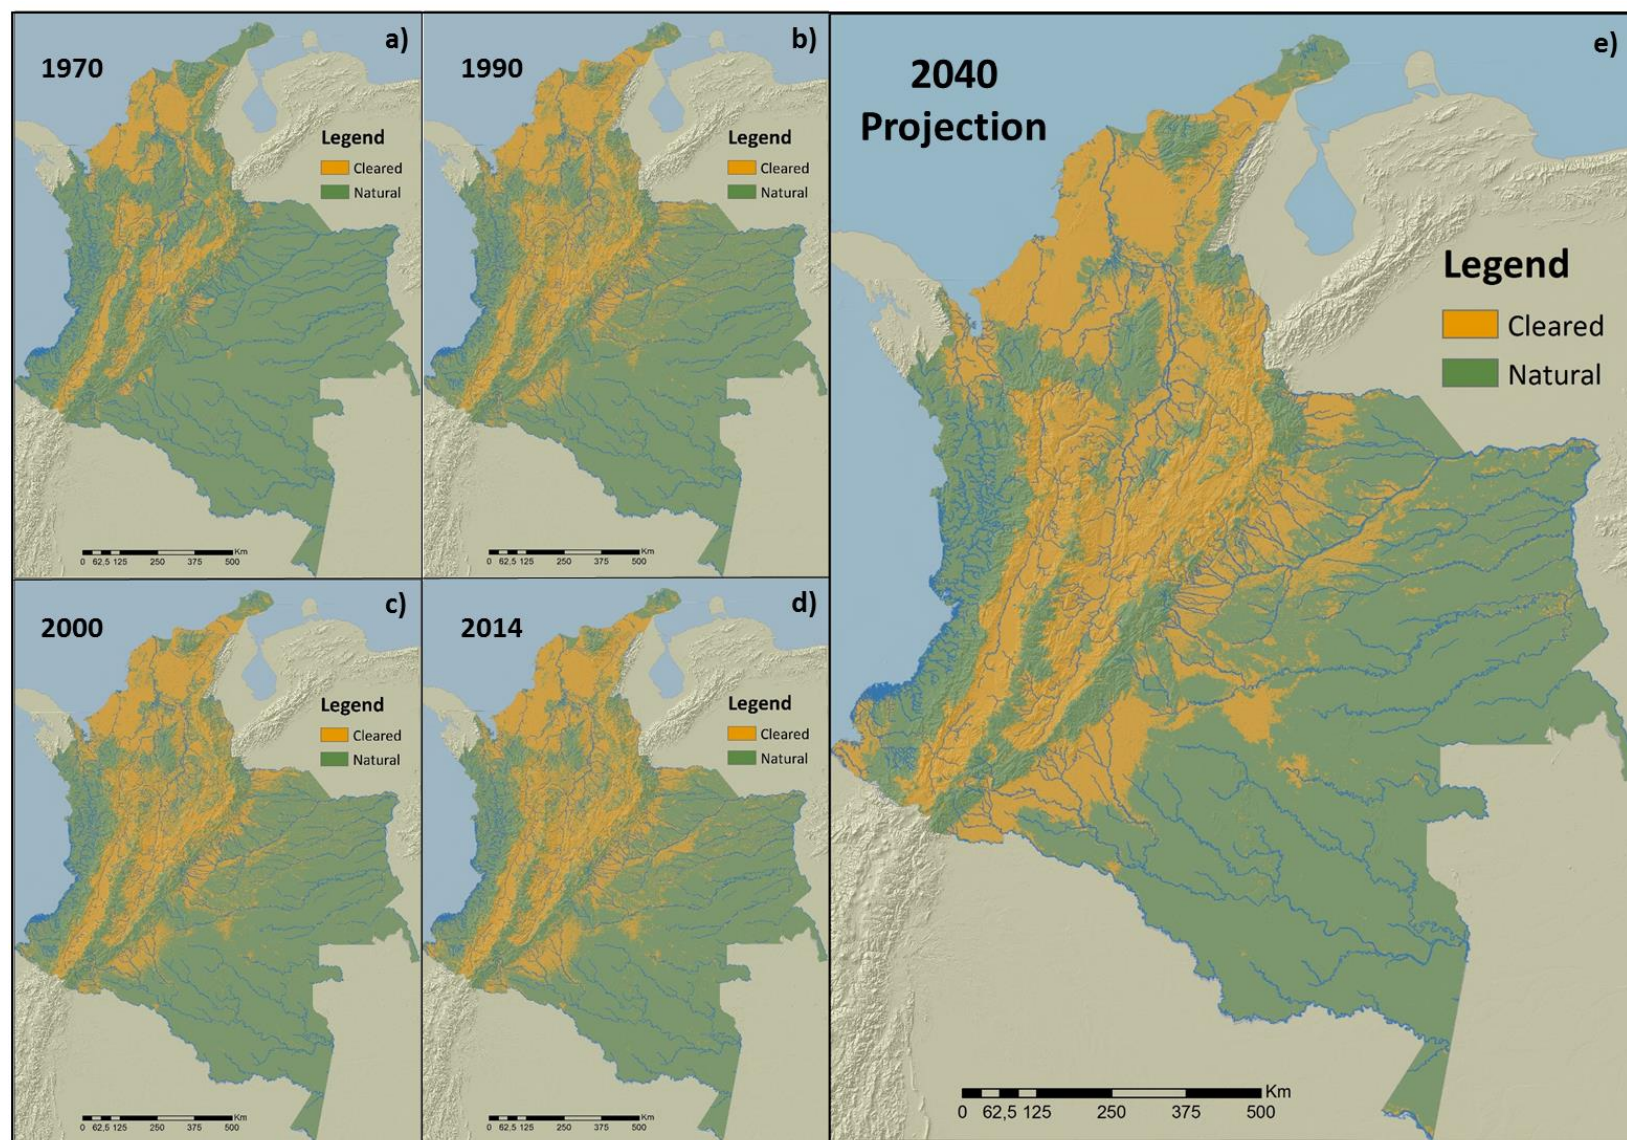 a)
1970
Legend
Cleared
Natural
0 62,5 125 250 375 500 Km
b)
1990
Legend
Cleared
Natural
0 62,5 125 250 375 500 Km
c)
2000
Legend
Cleared
Natural
0 62,5 125 250 375 500 Km
d)
2014
Legend
Cleared
Natural
0 62,5 125 250 375 500 Km
e)
2040
Projection
Legend
Cleared
Natural
Km
0 62,5 125 250 375 500